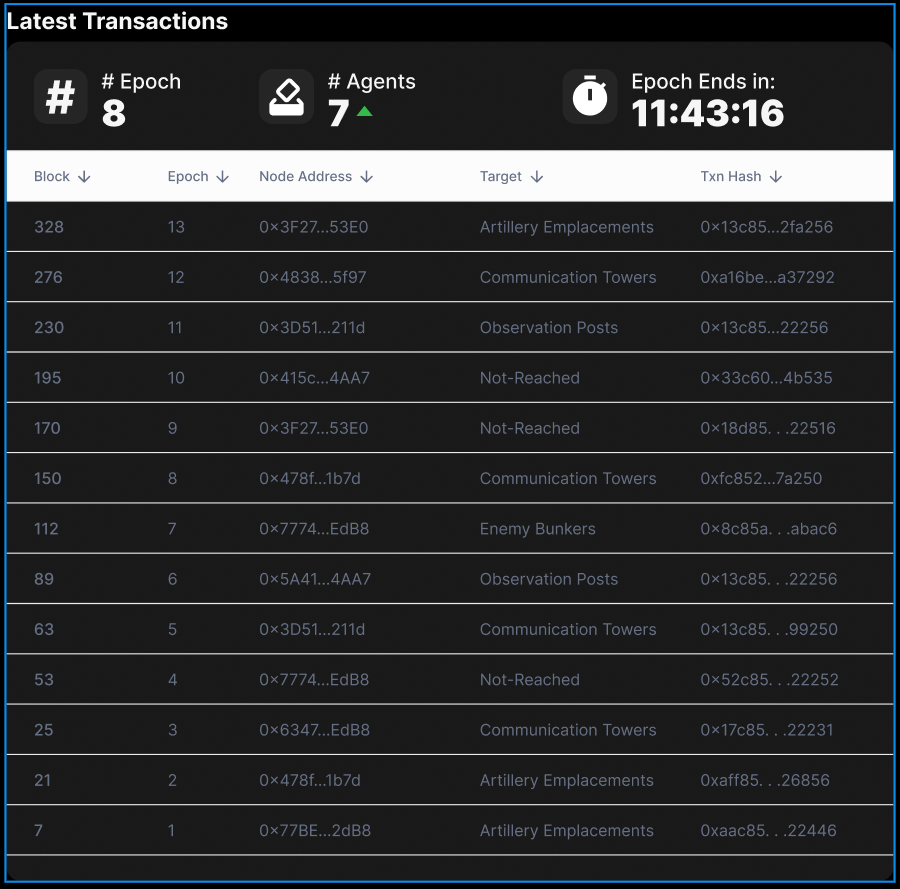 Latest Transactions
# Epoch
8
# Agents
7
Epoch Ends in:
11:43:16
Block ↓ Epoch ↓ Node Address ↓ Target ↓ Txn Hash ↓
328 13 0×3F27...53E0 Artillery Emplacements 0×13c85...2fa256
276 12 0×4838...5f97 Communication Towers 0xa16be...a37292
230 11 0×3D51...211d Observation Posts 0×13c85...22256
195 10 0×415c...4AA7 Not-Reached 0×33c60...4b535
170 9 0×3F27...53E0 Not-Reached 0×18d85. . .22516
150 8 0×478f...1b7d Communication Towers 0xfc852...7a250
112 7 0×7774...EdB8 Enemy Bunkers 0×8c85a. . .abac6
89 6 0×5A41...4AA7 Observation Posts 0×13c85. . .22256
63 5 0×3D51...211d Communication Towers 0×13c85. . .99250
53 4 0×7774...EdB8 Not-Reached 0×52c85. . .22252
25 3 0×6347...EdB8 Communication Towers 0×17c85. . .22231
21 2 0×478f...1b7d Artillery Emplacements 0xaff85. . .26856
7 1 0×77BE...2dB8 Artillery Emplacements 0xaac85. . .22446